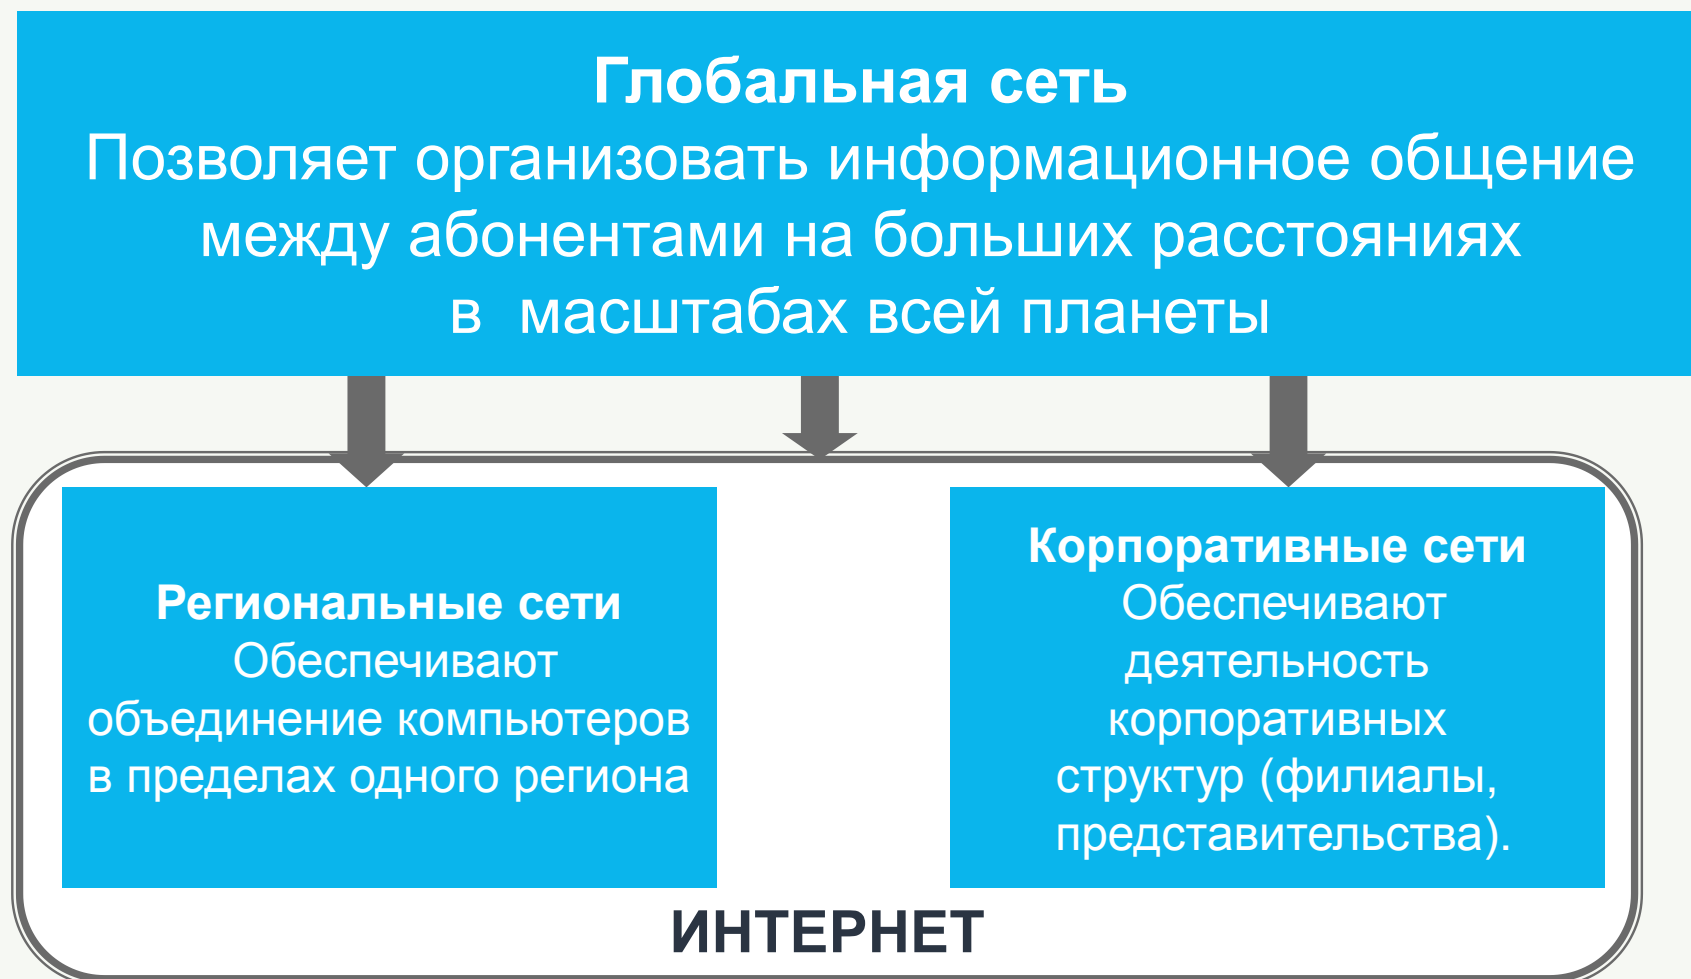 Глобальная сеть
Позволяет организовать информационное общение
между абонентами на больших расстояниях
в  масштабах всей планеты
Региональные сети
Обеспечивают
объединение компьютеров
в пределах одного региона
Корпоративные сети
Обеспечивают
деятельность
корпоративных
структур (филиалы,
представительства).
ИНТЕРНЕТ